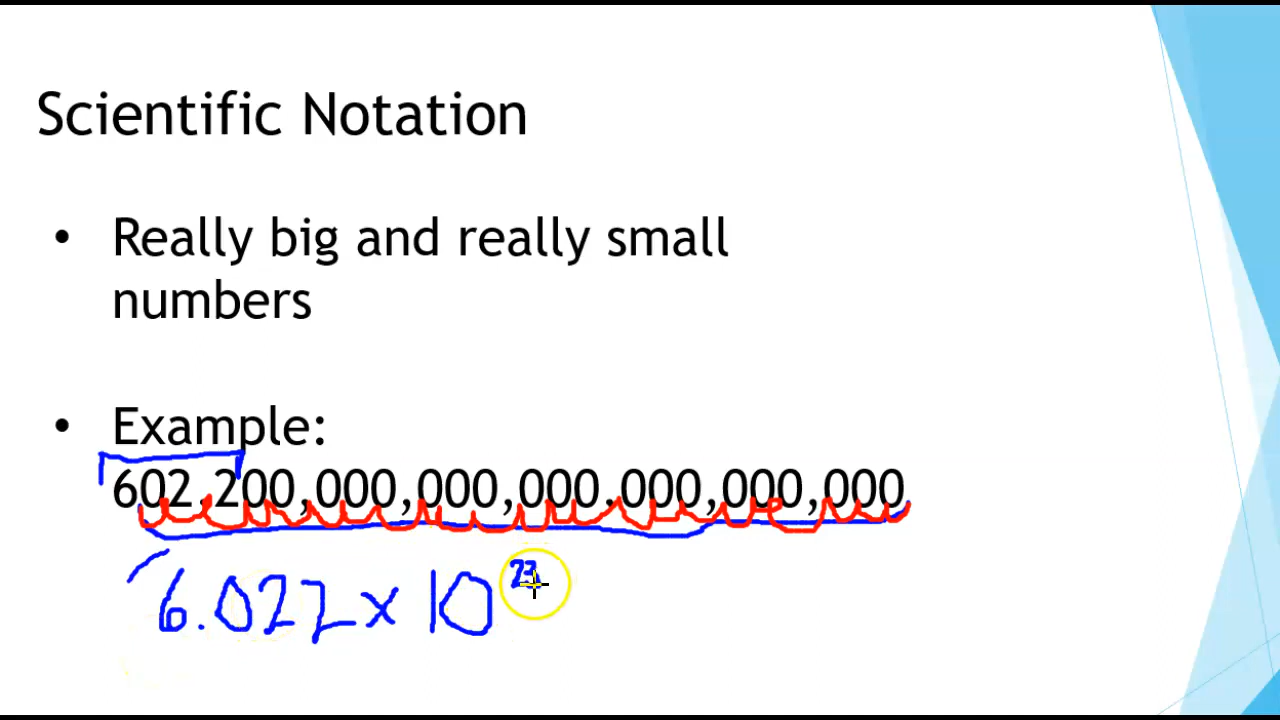 Scientific Notation
• Really big and really small
numbers
• Example:
602,200,000,000,000,000,000,000
6.022 x 10²³